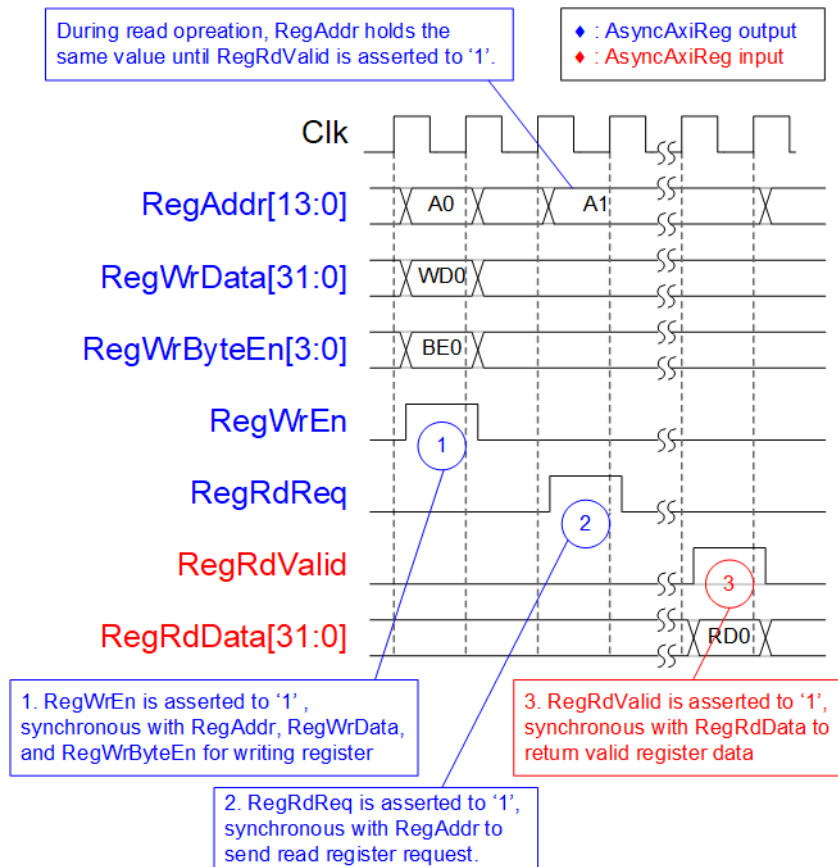 During read opreation, RegAddr holds the
same value until RegRdValid is asserted to ‘1’.
♦ : AsyncAxiReg output
♦ : AsyncAxiReg input
Clk
RegAddr[13:0]
A0
A1
RegWrData[31:0]
WD0
RegWrByteEn[3:0]
BE0
RegWrEn
1
RegRdReq
2
RegRdValid
3
RegRdData[31:0]
RD0
1. RegWrEn is asserted to ‘1’ ,
synchronous with RegAddr, RegWrData,
and RegWrByteEn for writing register
3. RegRdValid is asserted to ‘1’,
synchronous with RegRdData to
return valid register data
2. RegRdReq is asserted to ‘1’,
synchronous with RegAddr to
send read register request.